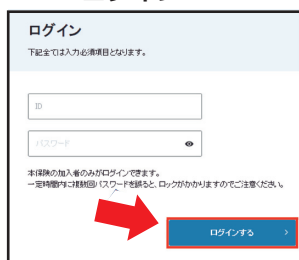 ログイン
下記全ては入力必須項目となります。
ID
パスワード
本保険の加入者のみがログインできます。
一定時間内に複数回パスワードを誤ると、ロックがかかりますのでご注意ください。
ログインする